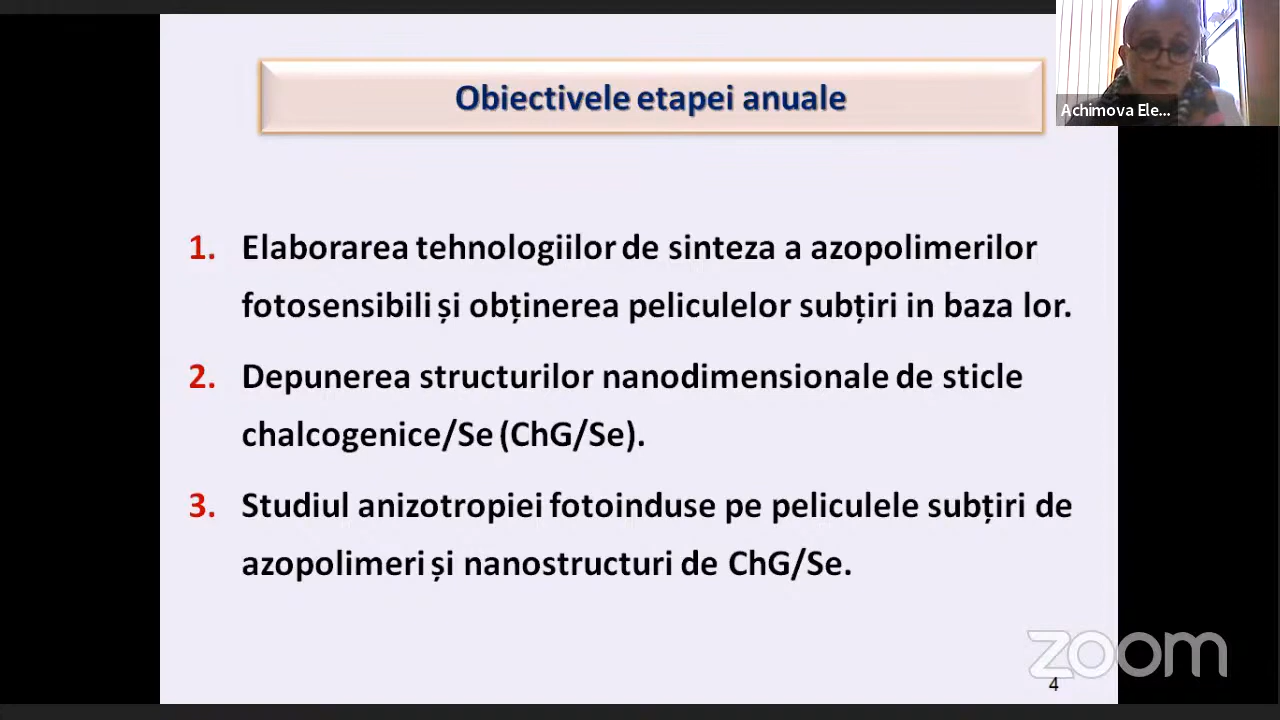 Obiectivele etapei anuale
Achimova Ele...
1. Elaborarea tehnologiilor de sinteza a azopolimerilor
fotosensibili și obținerea peliculelor subțiri in baza lor.
2. Depunerea structurilor nanodimensionale de sticle
chalcogenice/Se (ChG/Se).
3. Studiul anizotropiei fotoinduse pe peliculele subțiri de
azopolimeri și nanostructuri de ChG/Se.
zoom
4